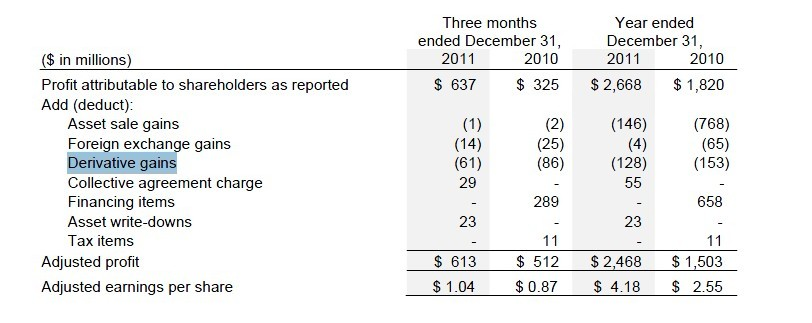 Three months Year ended
ended December 31, December 31,
($ in millions) 2011 2010 2011 2010
Profit attributable to shareholders as reported $ 637 $ 325 $ 2,668 $ 1,820
Add (deduct):
Asset sale gains (1) (2) (146) (768)
Foreign exchange gains (14) (25) (4) (65)
Derivative gains (61) (86) (128) (153)
Collective agreement charge 29 - 55 -
Financing items - 289 - 658
Asset write-downs 23 - 23 -
Tax items - 11 - 11
Adjusted profit $ 613 $ 512 $ 2,468 $ 1,503
Adjusted earnings per share $ 1.04 $ 0.87 $ 4.18 $ 2.55